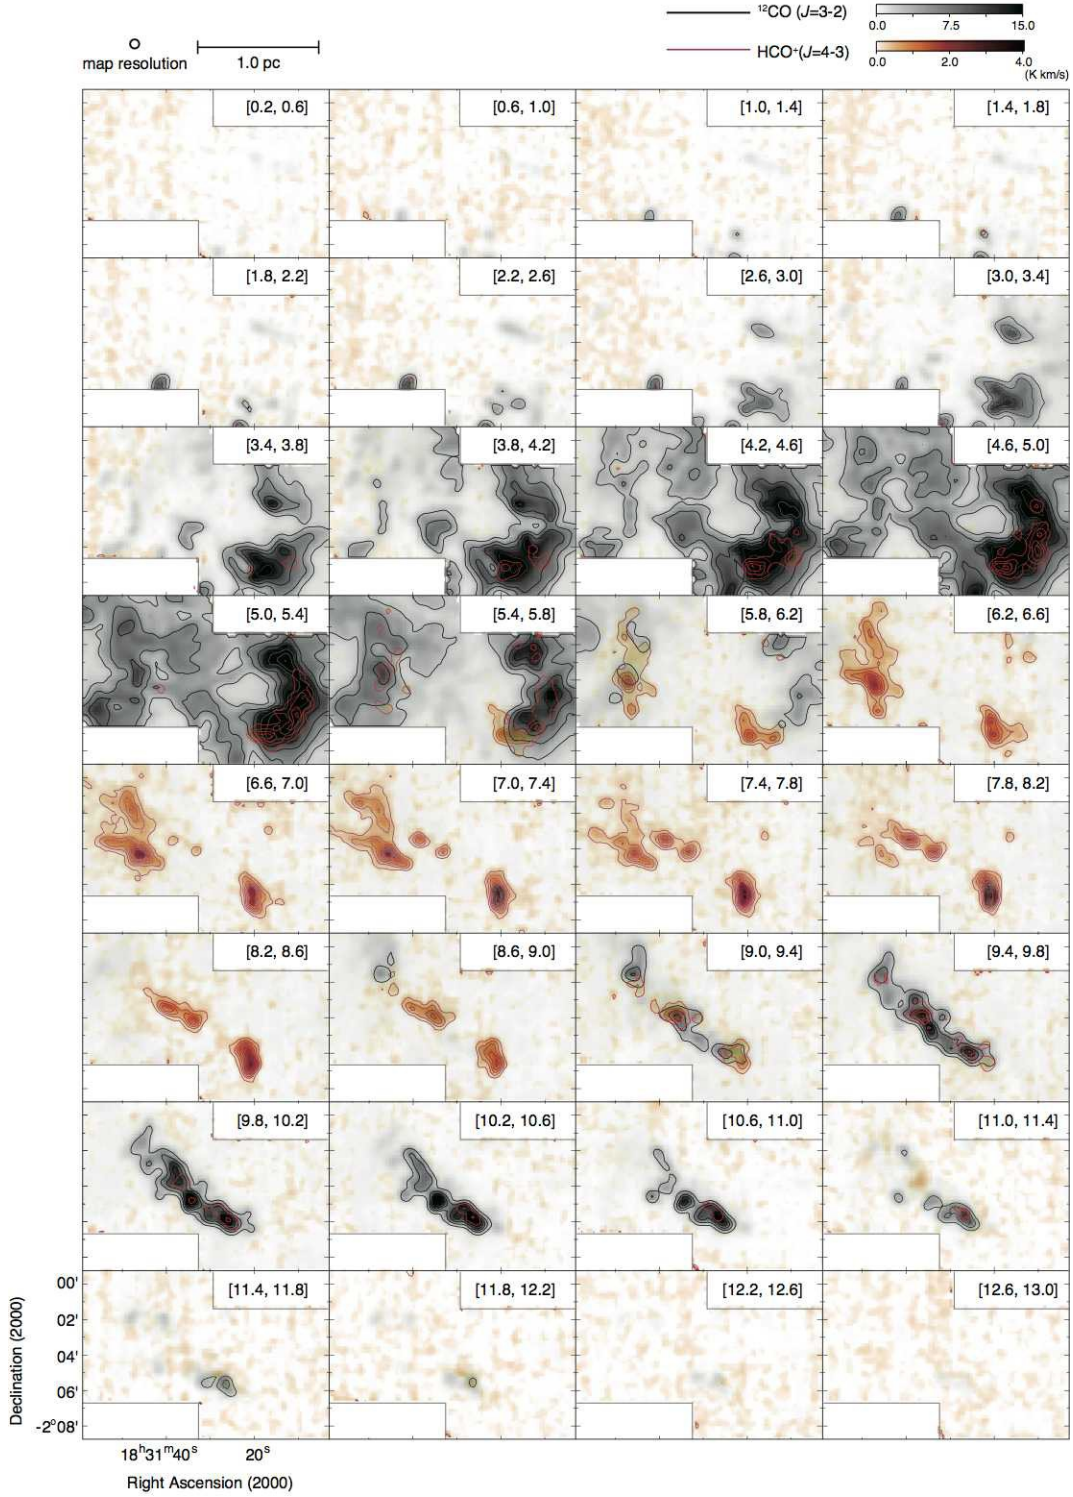 ¹²CO (J=3-2)
0.0 7.5 15.0
map resolution 1.0 pc
HCO⁺(J=4-3)
0.0 2.0 4.0
(K km/s)
[0.2, 0.6] [0.6, 1.0] [1.0, 1.4] [1.4, 1.8]
[1.8, 2.2] [2.2, 2.6] [2.6, 3.0] [3.0, 3.4]
[3.4, 3.8] [3.8, 4.2] [4.2, 4.6] [4.6, 5.0]
[5.0, 5.4] [5.4, 5.8] [5.8, 6.2] [6.2, 6.6]
[6.6, 7.0] [7.0, 7.4] [7.4, 7.8] [7.8, 8.2]
[8.2, 8.6] [8.6, 9.0] [9.0, 9.4] [9.4, 9.8]
[9.8, 10.2] [10.2, 10.6] [10.6, 11.0] [11.0, 11.4]
[11.4, 11.8] [11.8, 12.2] [12.2, 12.6] [12.6, 13.0]
00'
02'
04'
06'
-2°08'
Declination (2000)
18ʰ31ᵐ40ˢ 20ˢ
Right Ascension (2000)